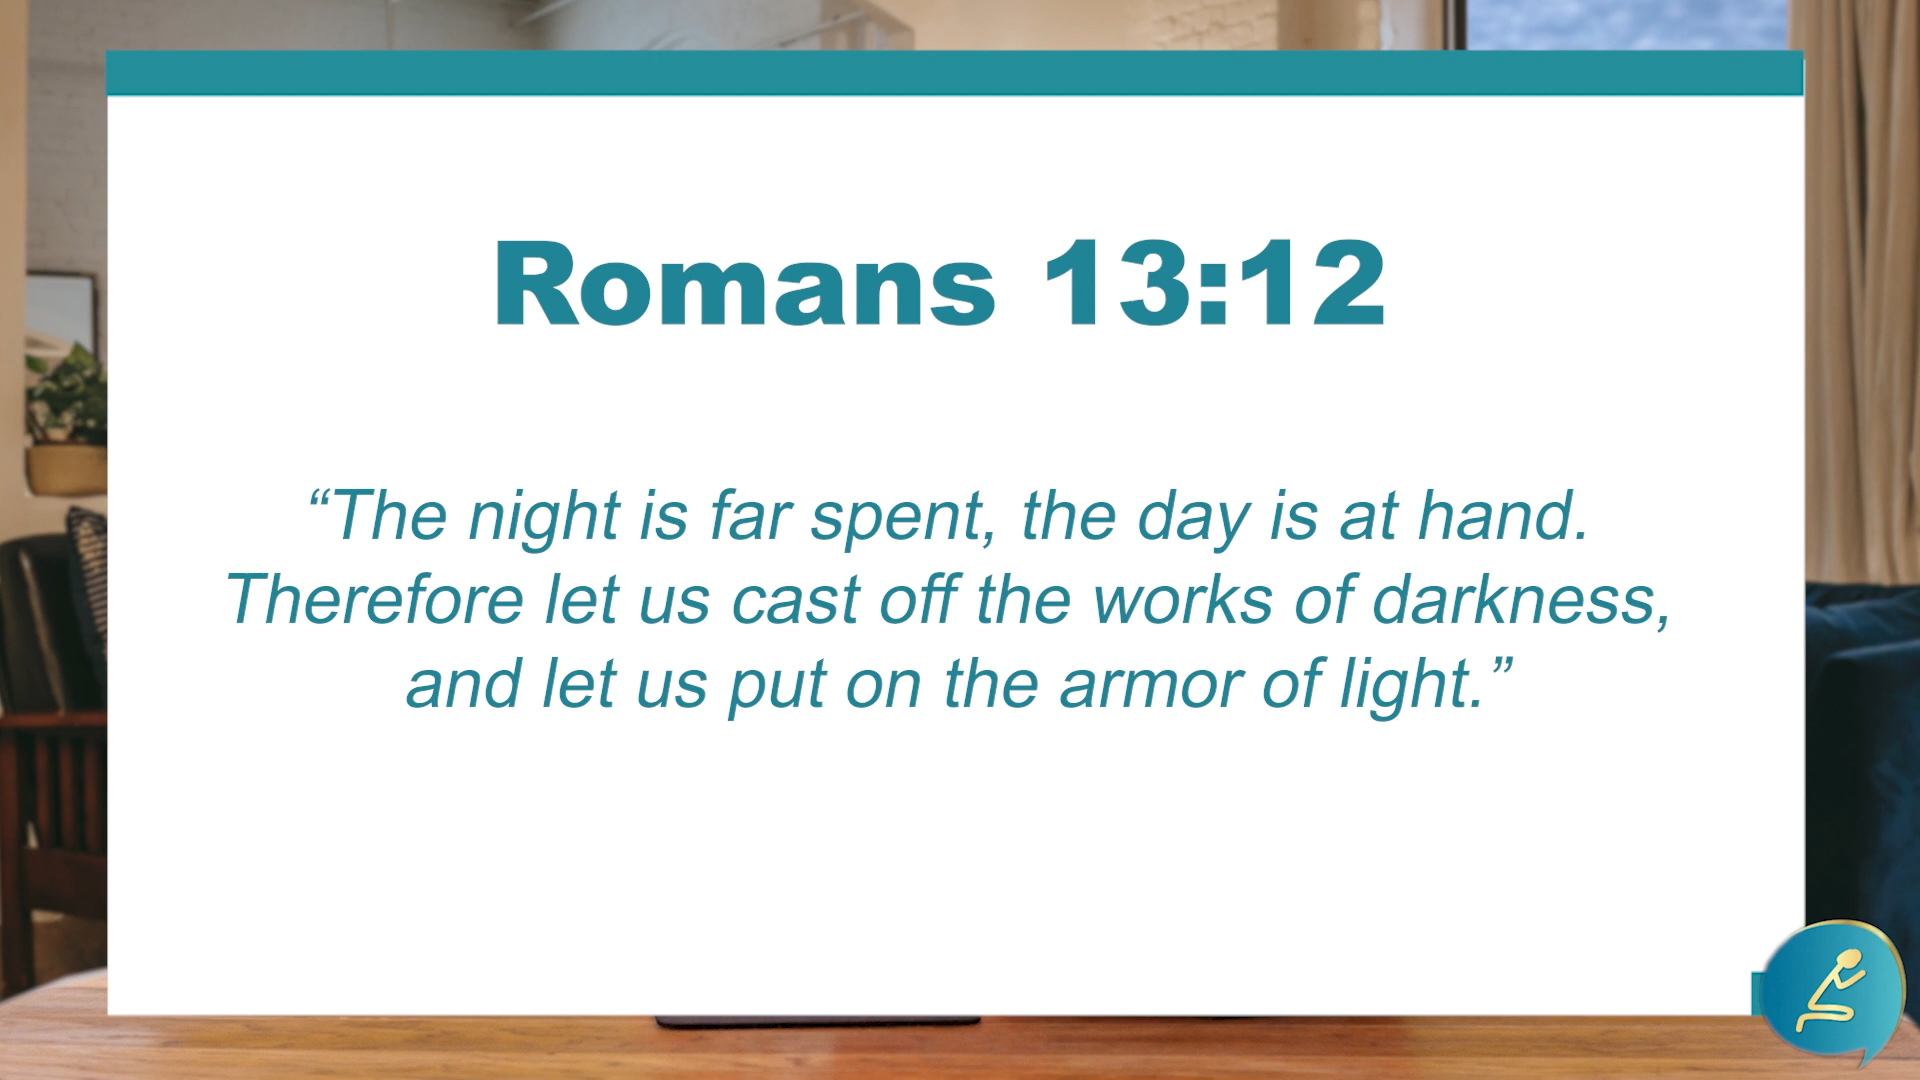 Romans 13:12
“The night is far spent, the day is at hand.
Therefore let us cast off the works of darkness,
and let us put on the armor of light.”